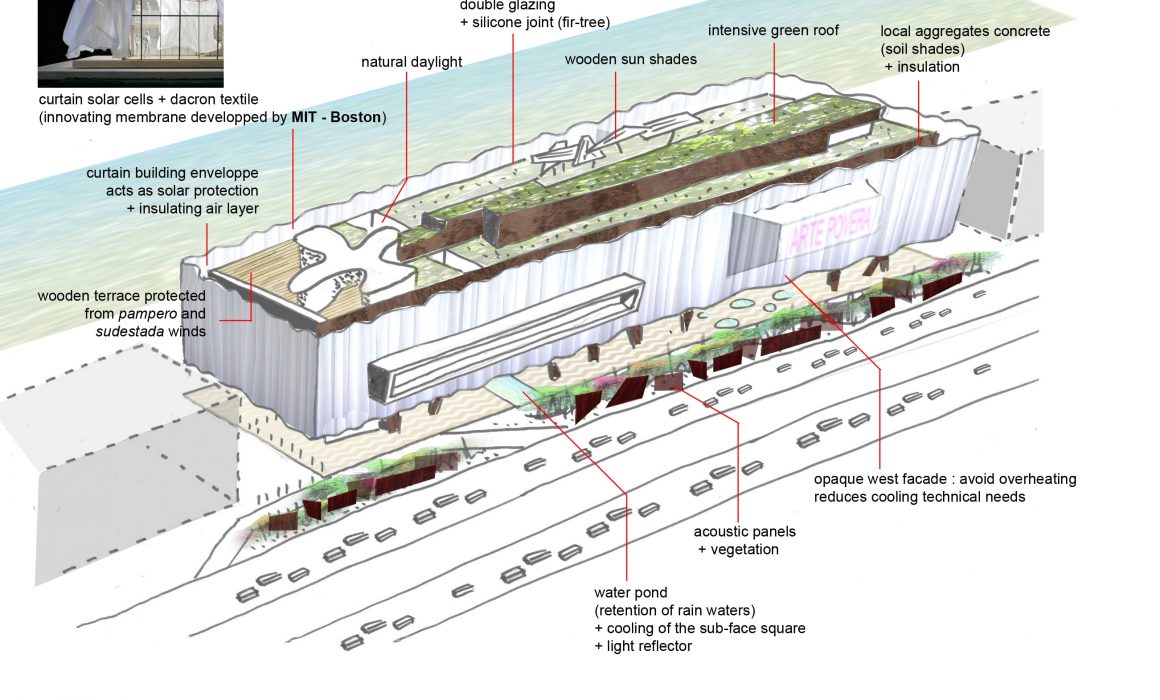 double glazing
+ silicone joint (fir-tree)
natural daylight
wooden sun shades
intensive green roof
local aggregates concrete
(soil shades)
+ insulation
curtain solar cells + dacron textile
(innovating membrane developped by MIT - Boston)
curtain building enveloppe
acts as solar protection
+ insulating air layer
wooden terrace protected
from pampero and
sudestada winds
ARTE POVERA
opaque west facade : avoid overheating
reduces cooling technical needs
acoustic panels
+ vegetation
water pond
(retention of rain waters)
+ cooling of the sub-face square
+ light reflector